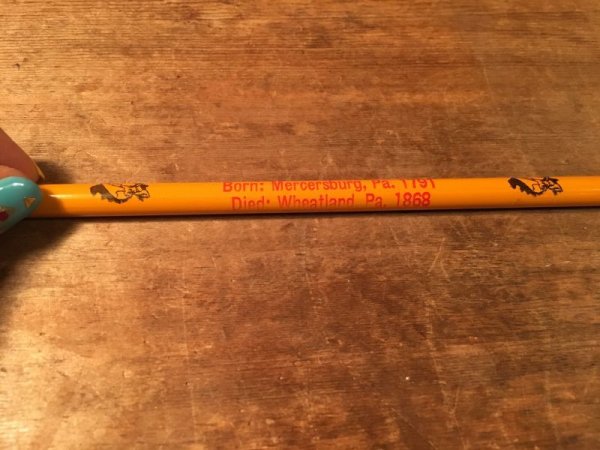 Born: Mercersburg, Pa. 1791
Died: Wheatland, Pa. 1868